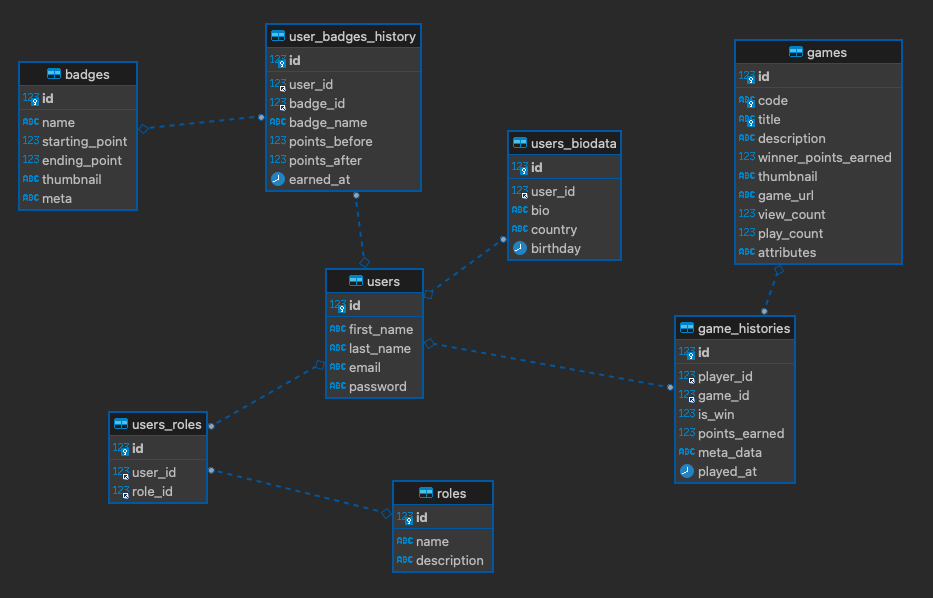 badges
123 id
ABC name
123 starting_point
123 ending_point
ABC thumbnail
ABC meta
user_badges_history
123 id
123 user_id
123 badge_id
ABC badge_name
123 points_before
123 points_after
earned_at
users_biodata
123 id
123 user_id
ABC bio
ABC country
birthday
games
123 id
ABC code
ABC title
ABC description
123 winner_points_earned
ABC thumbnail
ABC game_url
123 view_count
123 play_count
ABC attributes
users
123 id
ABC first_name
ABC last_name
ABC email
ABC password
game_histories
123 id
123 player_id
123 game_id
123 is_win
123 points_earned
ABC meta_data
played_at
users_roles
123 id
123 user_id
123 role_id
roles
123 id
ABC name
ABC description